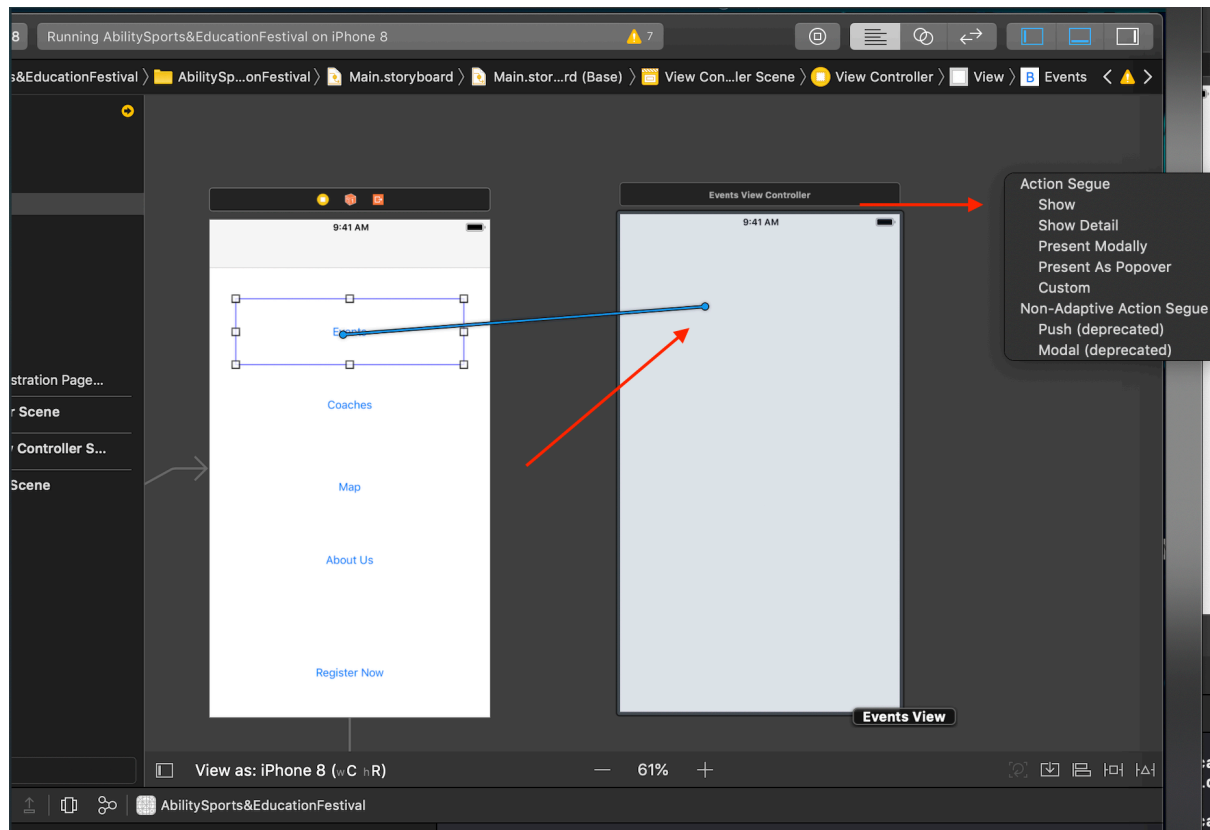 8 Running AbilitySports&EducationFestival on iPhone 8 7
s&EducationFestival AbilitySp...onFestival Main.storyboard Main.stor...rd (Base) View Con...ler Scene View Controller View B Events
Events View Controller
9:41 AM
9:41 AM
Events
Coaches
Map
About Us
Register Now
Action Segue
Show
Show Detail
Present Modally
Present As Popover
Custom
Non-Adaptive Action Segue
Push (deprecated)
Modal (deprecated)
stration Page...
r Scene
Controller S...
Scene
Events View
View as: iPhone 8 (wC hR) 61%
AbilitySports&EducationFestival